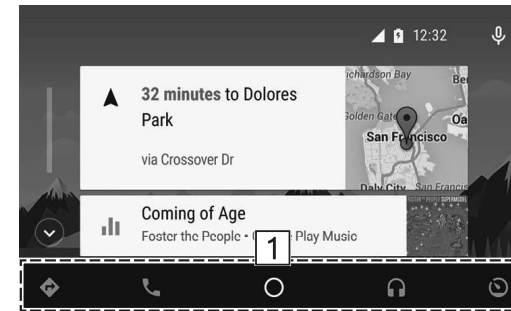 12:32
32 minutes to Dolores
Park
via Crossover Dr
Richardson Bay
Golden Gate
San Francisco
Daly City
San Francis
Coming of Age
Foster the People • Play Music
1